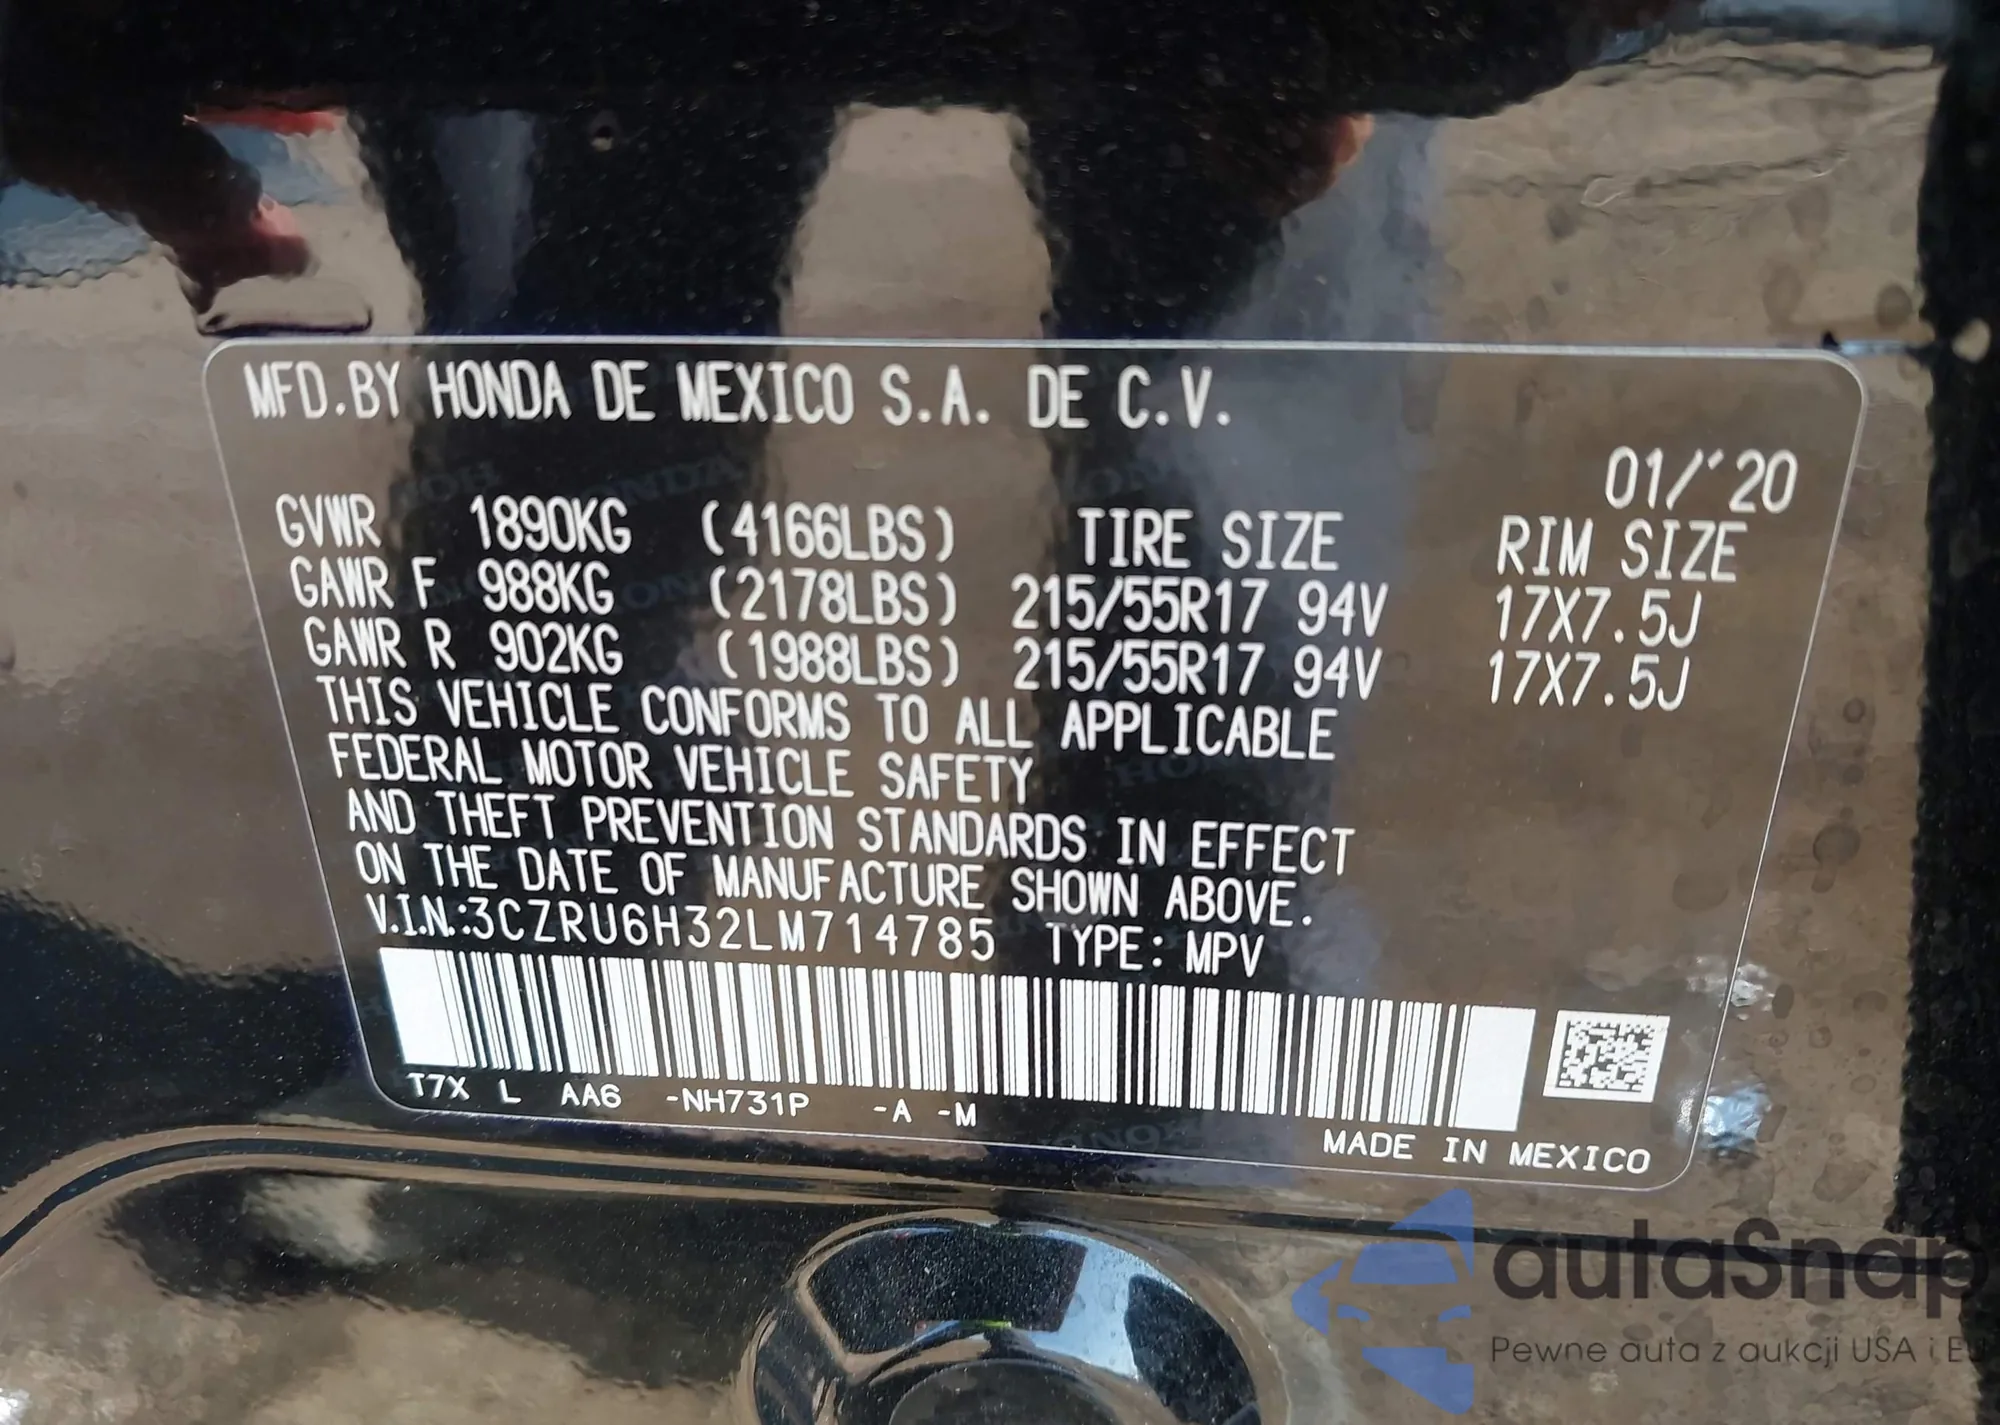 MFD.BY HONDA DE MEXICO S.A. DE C.V.
01/'20
GVWR 1890KG (4166LBS) TIRE SIZE RIM SIZE
GAWR F 988KG (2178LBS) 215/55R17 94V 17X7.5J
GAWR R 902KG (1988LBS) 215/55R17 94V 17X7.5J
THIS VEHICLE CONFORMS TO ALL APPLICABLE
FEDERAL MOTOR VEHICLE SAFETY
AND THEFT PREVENTION STANDARDS IN EFFECT
ON THE DATE OF MANUFACTURE SHOWN ABOVE.
V.I.N.:3CZRU6H32LM714785 TYPE: MPV
T7X L AA6 -NH731P -A -M
MADE IN MEXICO
autaSnap
Pewne auta z aukcji USA i EU